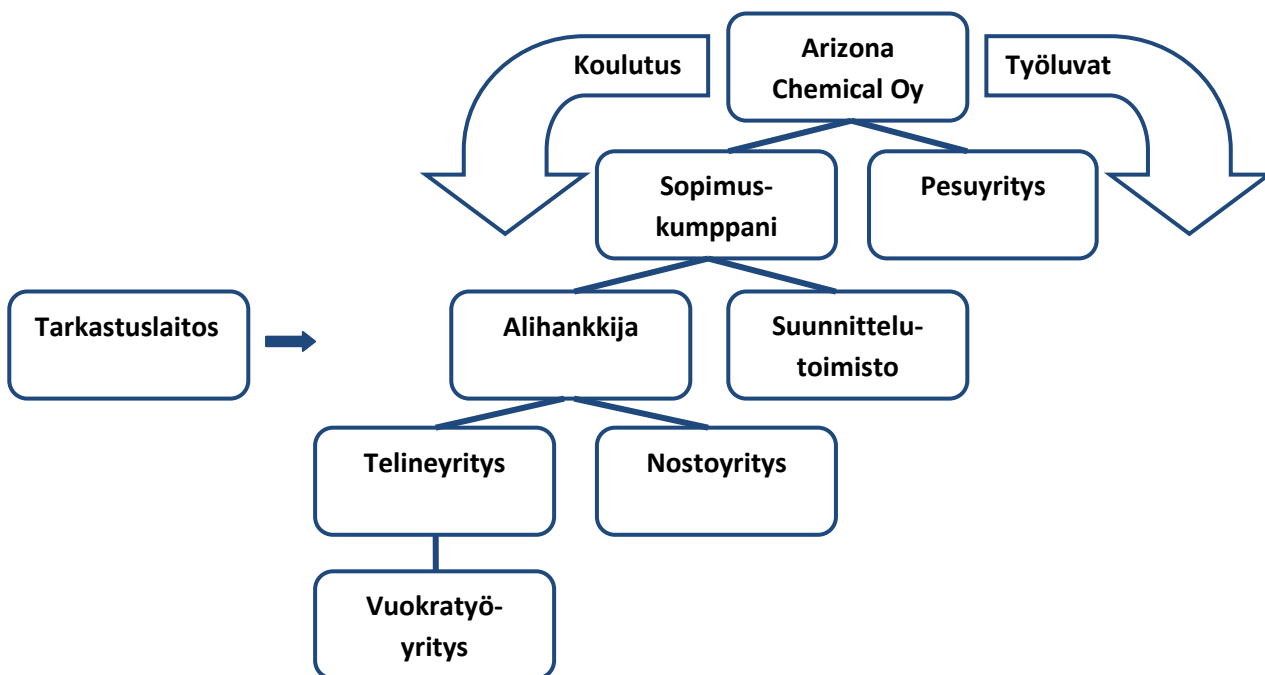 Koulutus
Arizona
Chemical Oy
Työluvat
Sopimus-
kumppani
Pesuyritys
Tarkastuslaitos
Alihankkija
Suunnittelu-
toimisto
Telineyritys
Nostoyritys
Vuokratyö-
yritys